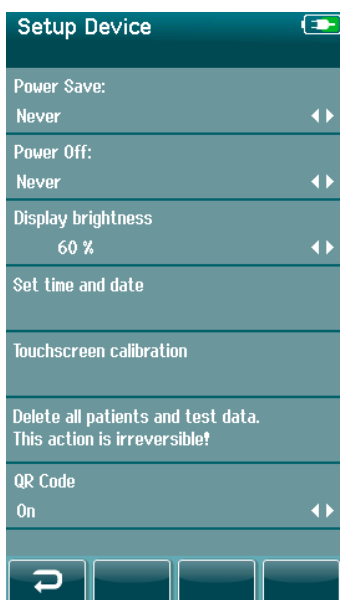 Setup Device
Power Save:
Never
Power Off:
Never
Display brightness
60 %
Set time and date
Touchscreen calibration
Delete all patients and test data.
This action is irreversible!
QR Code
On